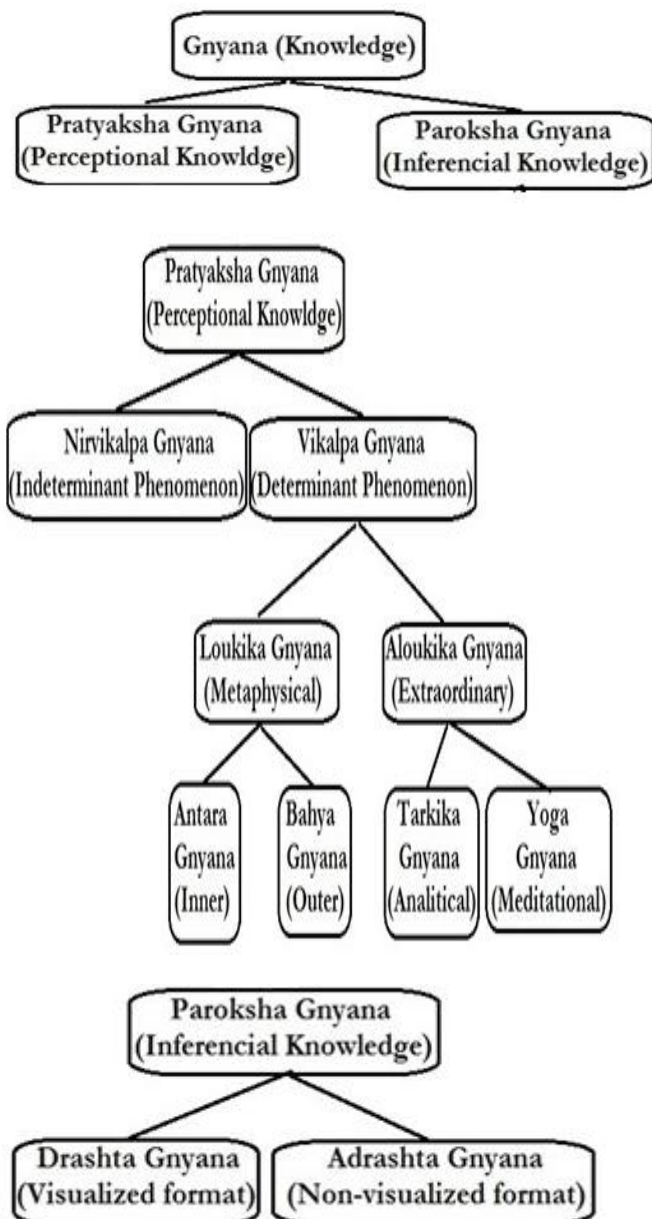 Gnyana (Knowledge)
Pratyaksha Gnyana
(Perceptional Knowldge)
Paroksha Gnyana
(Inferencial Knowledge)
Pratyaksha Gnyana
(Perceptional Knowldge)
Nirvikalpa Gnyana
(Indeterminant Phenomenon)
Vikalpa Gnyana
(Determinant Phenomenon)
Loukika Gnyana
(Metaphysical)
Aloukika Gnyana
(Extraordinary)
Antara
Gnyana
(Inner)
Bahya
Gnyana
(Outer)
Tarkika
Gnyana
(Analitical)
Yoga
Gnyana
(Meditational)
Paroksha Gnyana
(Inferencial Knowledge)
Drashta Gnyana
(Visualized format)
Adrashta Gnyana
(Non-visualized format)